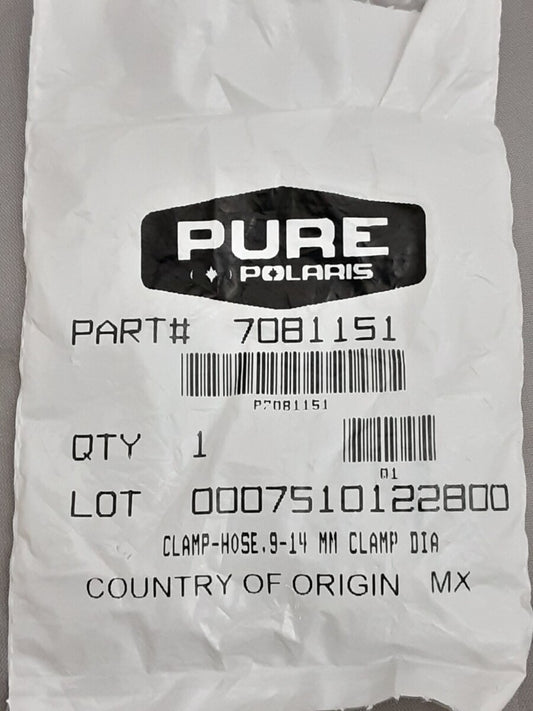 PURE
POLARIS
PART# 7081151
P7081151
QTY 1
01
LOT 0007510122800
CLAMP-HOSE.9-14 MM CLAMP DIA
COUNTRY OF ORIGIN MX